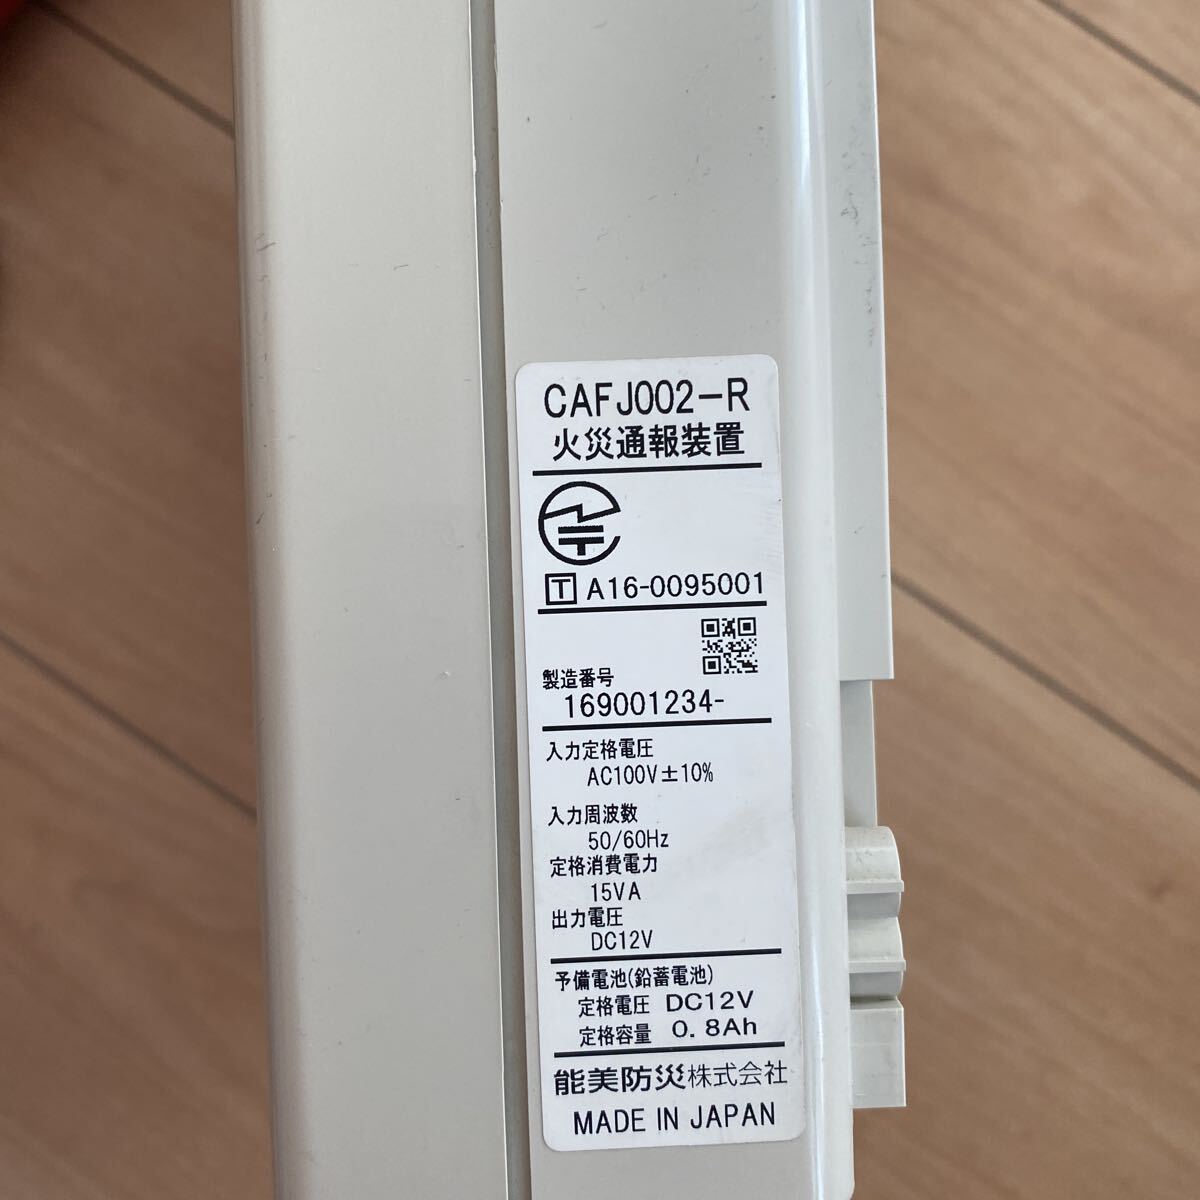 CAFJ002-R
火災通報装置
T A16-0095001
製造番号
169001234-
入力定格電圧
AC100V±10%
入力周波数
50/60Hz
定格消費電力
15VA
出力電圧
DC12V
予備電池(鉛蓄電池)
定格電圧 DC12V
定格容量 0.8Ah
能美防災株式会社
MADE IN JAPAN